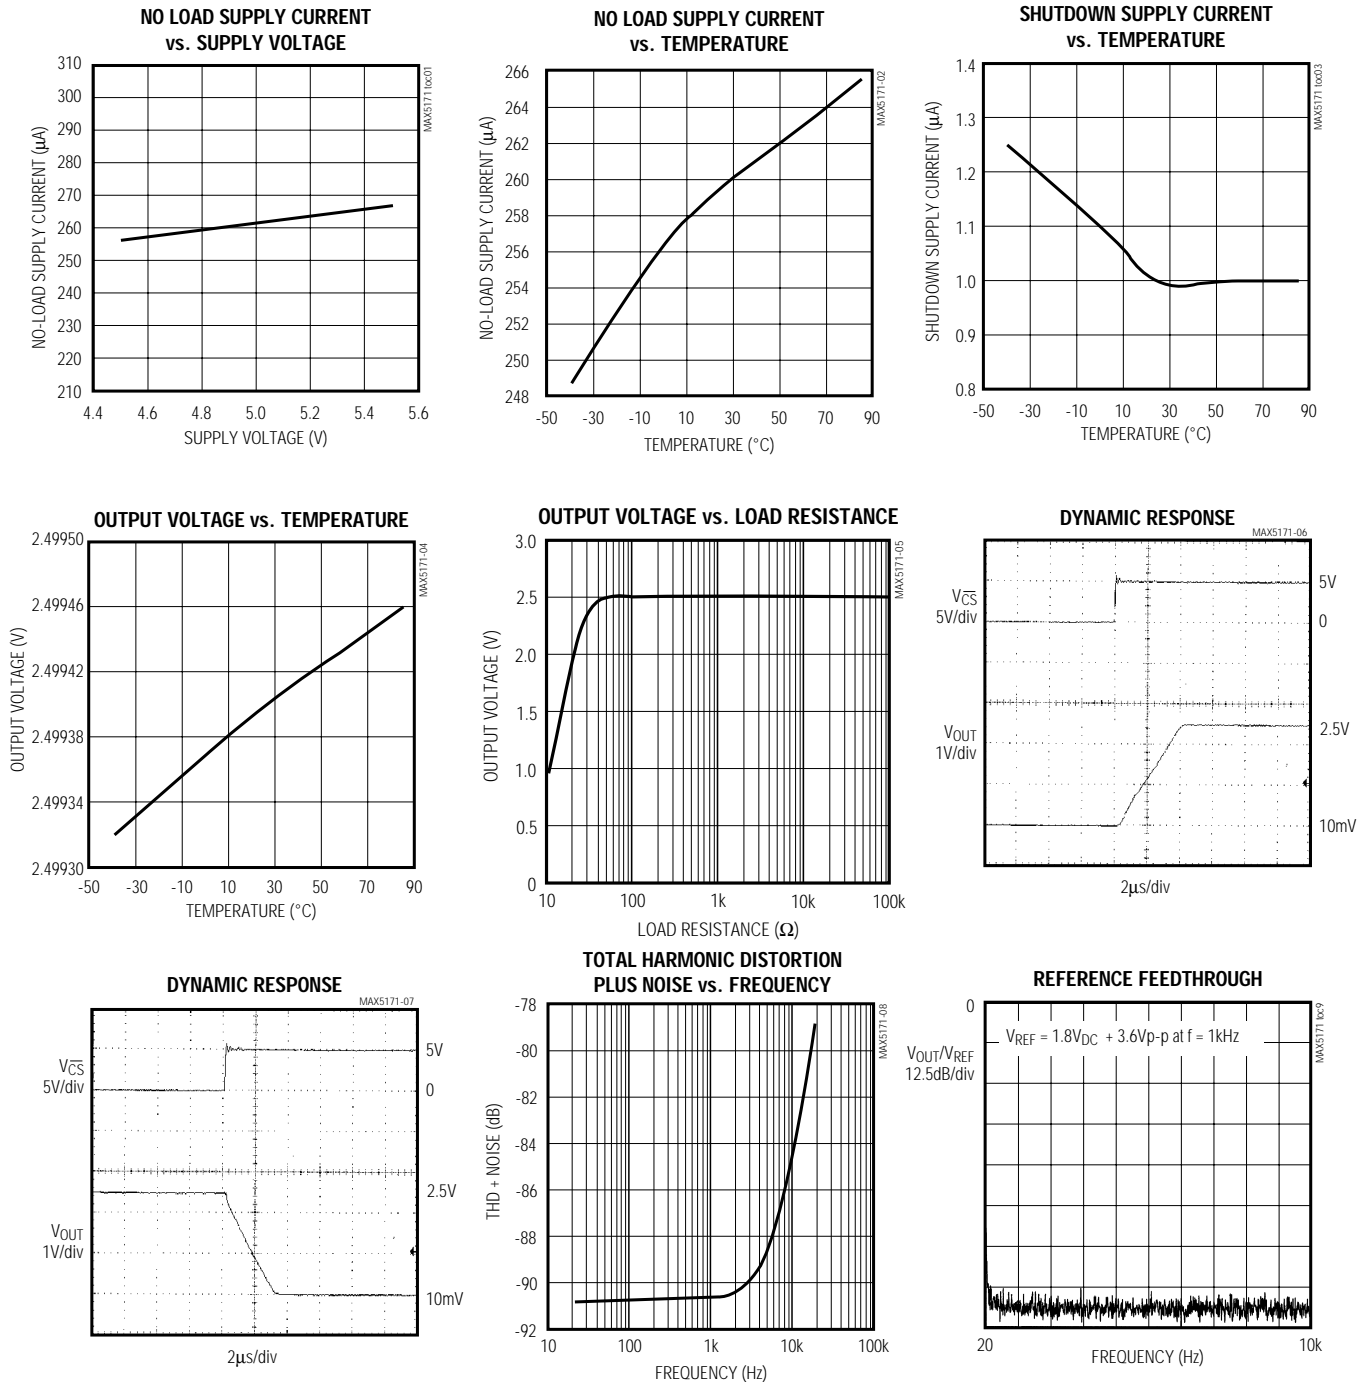 NO LOAD SUPPLY CURRENT
vs. SUPPLY VOLTAGE
MAX5171 toc01
310
300
290
280
270
260
250
240
230
220
210
NO-LOAD SUPPLY CURRENT (μA)
4.4 4.6 4.8 5.0 5.2 5.4 5.6
SUPPLY VOLTAGE (V)
NO LOAD SUPPLY CURRENT
vs. TEMPERATURE
MAX5171-02
266
264
262
260
258
256
254
252
250
248
NO-LOAD SUPPLY CURRENT (μA)
-50 -30 -10 10 30 50 70 90
TEMPERATURE (°C)
SHUTDOWN SUPPLY CURRENT
vs. TEMPERATURE
MAX5171 toc03
1.4
1.3
1.2
1.1
1.0
0.9
0.8
SHUTDOWN SUPPLY CURRENT (μA)
-50 -30 -10 10 30 50 70 90
TEMPERATURE (°C)
OUTPUT VOLTAGE vs. TEMPERATURE
MAX5171-04
2.49950
2.49946
2.49942
2.49938
2.49934
2.49930
OUTPUT VOLTAGE (V)
-50 -30 -10 10 30 50 70 90
TEMPERATURE (°C)
OUTPUT VOLTAGE vs. LOAD RESISTANCE
MAX5171-05
3.0
2.5
2.0
1.5
1.0
0.5
0
OUTPUT VOLTAGE (V)
10 100 1k 10k 100k
LOAD RESISTANCE (Ω)
DYNAMIC RESPONSE
MAX5171-06
VCS
5V/div
5V
0
VOUT
1V/div
2.5V
10mV
2μs/div
DYNAMIC RESPONSE
MAX5171-07
VCS
5V/div
5V
0
2.5V
VOUT
1V/div
10mV
2μs/div
TOTAL HARMONIC DISTORTION
PLUS NOISE vs. FREQUENCY
MAX5171-08
-78
-80
-82
-84
-86
-88
-90
-92
THD + NOISE (dB)
10 100 1k 10k 100k
FREQUENCY (Hz)
REFERENCE FEEDTHROUGH
MAX5171 toc9
0
VREF = 1.8VDC + 3.6Vp-p at f = 1kHz
VOUT/VREF
12.5dB/div
20 10k
FREQUENCY (Hz)